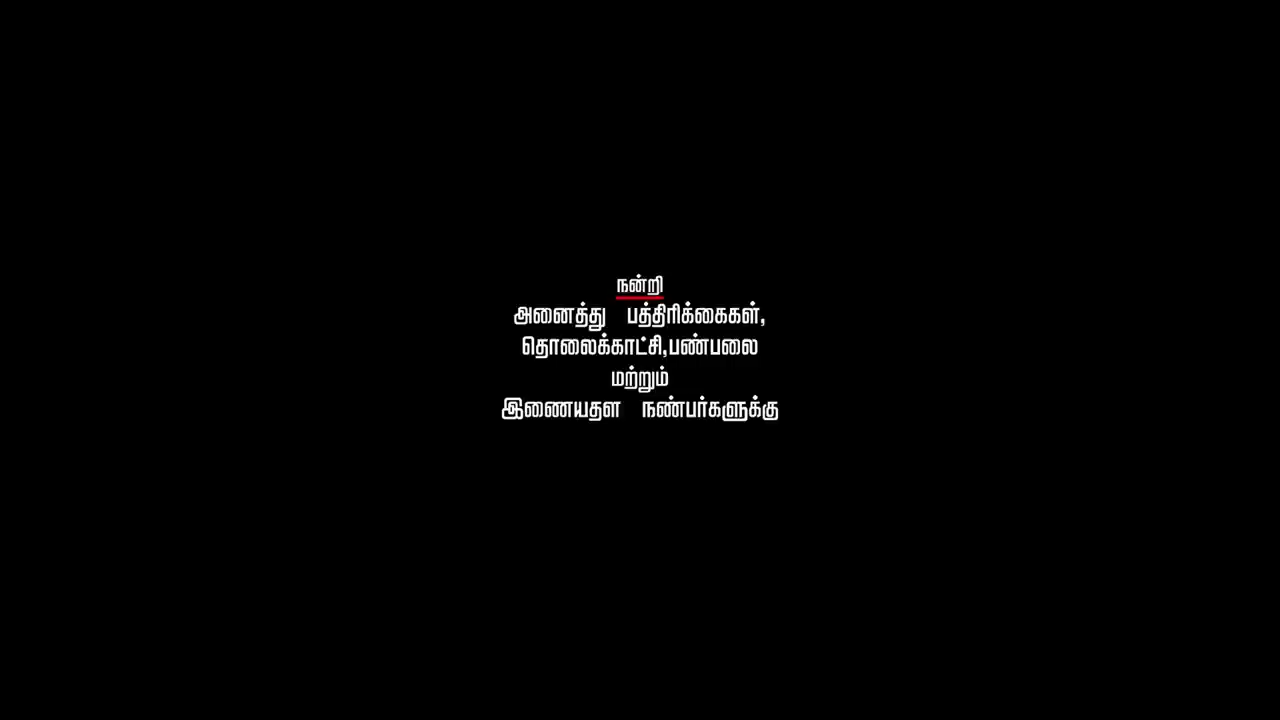 நன்றி
அனைத்து பத்திரிக்கைகள்,
தொலைக்காட்சி,பண்பலை
மற்றும்
இணையதள நண்பர்களுக்கு